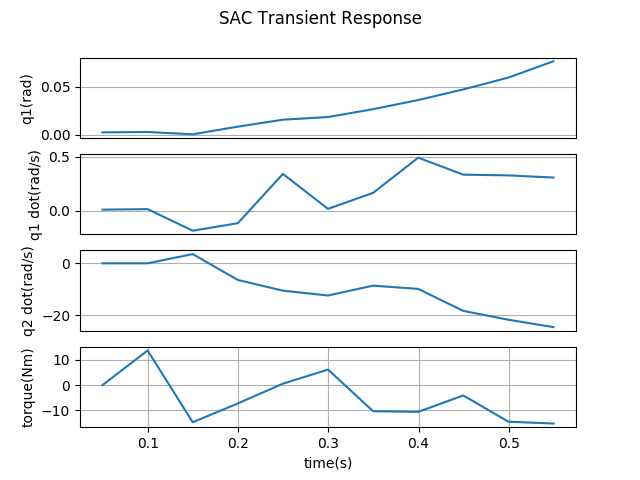 SAC Transient Response
q1(rad)
0.05
0.00
q1 dot(rad/s)
0.5
0.0
q2 dot(rad/s)
0
−20
torque(Nm)
10
0
−10
0.1 0.2 0.3 0.4 0.5
time(s)